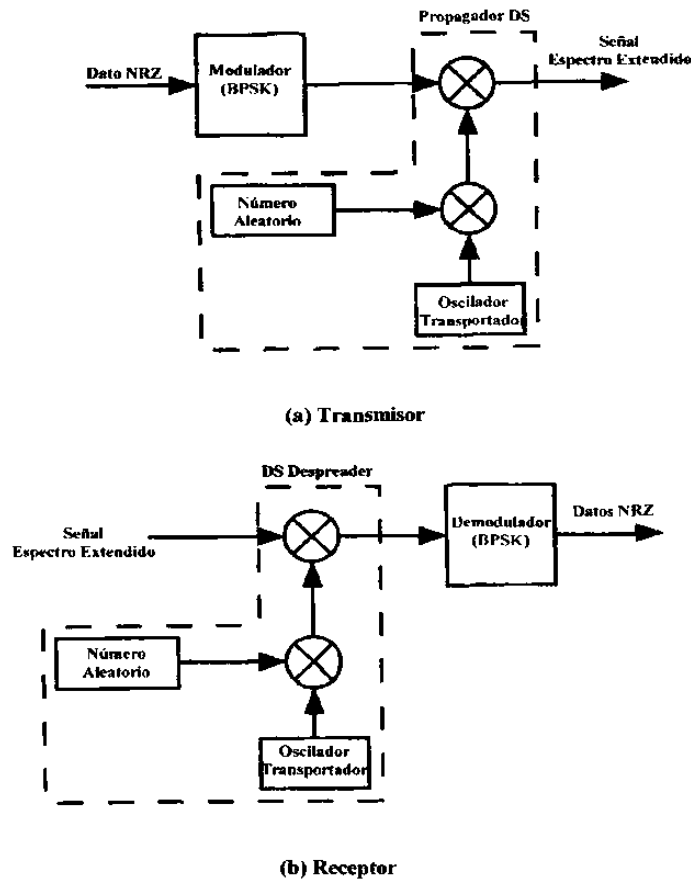 Propagador DS
Señal
Espectro Extendido
Dato NRZ
Modulador
(BPSK)
Número
Aleatorio
Oscilador
Transportador
(a) Transmisor
DS Despreader
Señal
Espectro Extendido
Demodulador
(BPSK)
Datos NRZ
Número
Aleatorio
Oscilador
Transportador
(b) Receptor